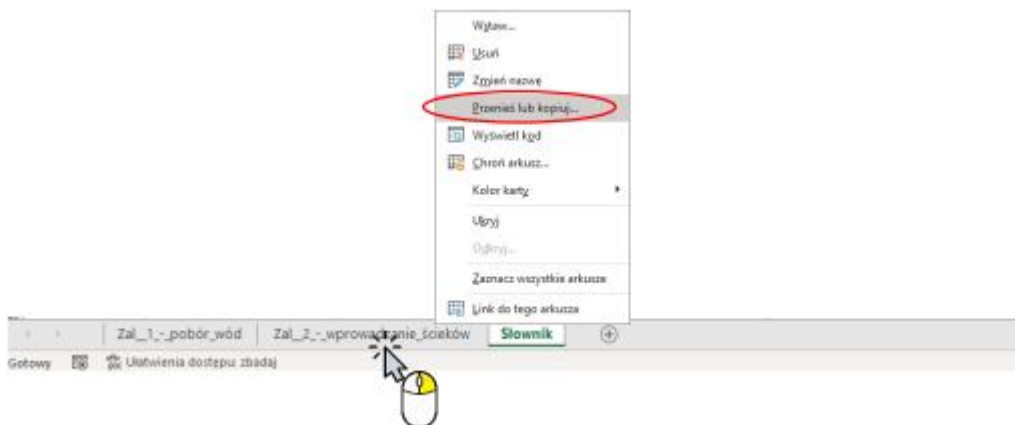 Wstaw...
Usuń
Zmień nazwę
Przenieś lub kopiuj...
Wyświetl kod
Chroń arkusz...
Kolor karty
Ukryj
Odkryj...
Zaznacz wszystkie arkusze
Link do tego arkusza
Zal_1_-_pobór_wód Zal_2_-_wprowadzanie_ścieków Słownik
Gotowy Ułatwienia dostępu: zbadaj